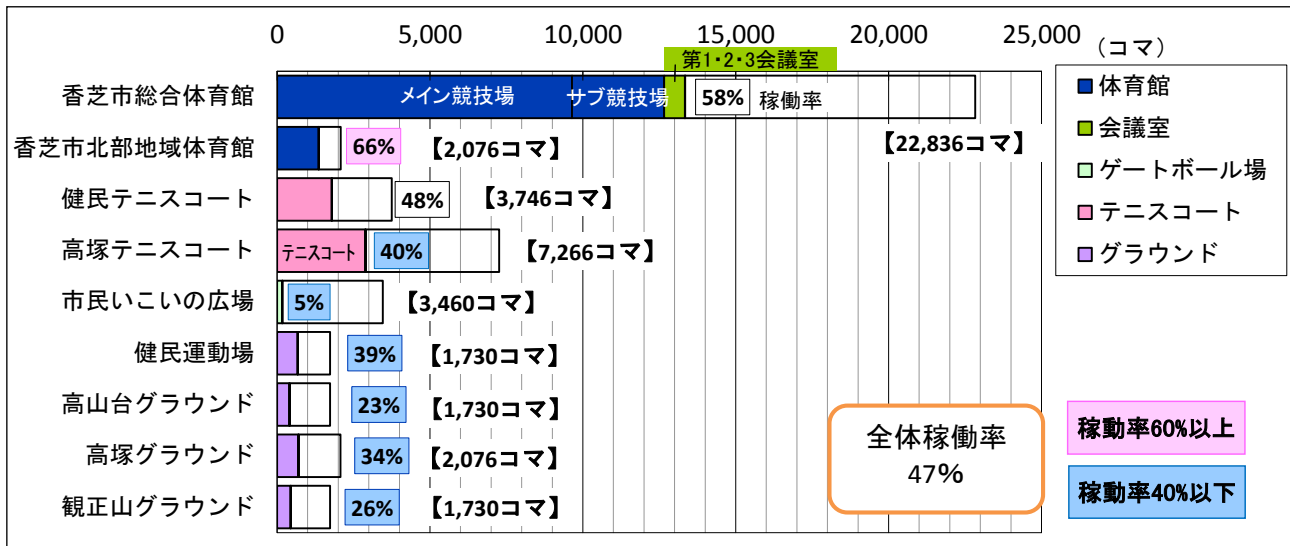 0 5,000 10,000 15,000 20,000 25,000
(コマ)
第1・2・3会議室
香芝市総合体育館 メイン競技場 サブ競技場 58% 稼働率
【22,836コマ】
香芝市北部地域体育館 66% 【2,076コマ】
健民テニスコート 48% 【3,746コマ】
高塚テニスコート テニスコート 40% 【7,266コマ】
市民いこいの広場 5% 【3,460コマ】
健民運動場 39% 【1,730コマ】
高山台グラウンド 23% 【1,730コマ】
高塚グラウンド 34% 【2,076コマ】
観正山グラウンド 26% 【1,730コマ】
体育館
会議室
ゲートボール場
テニスコート
グラウンド
全体稼働率
47%
稼動率60%以上
稼動率40%以下